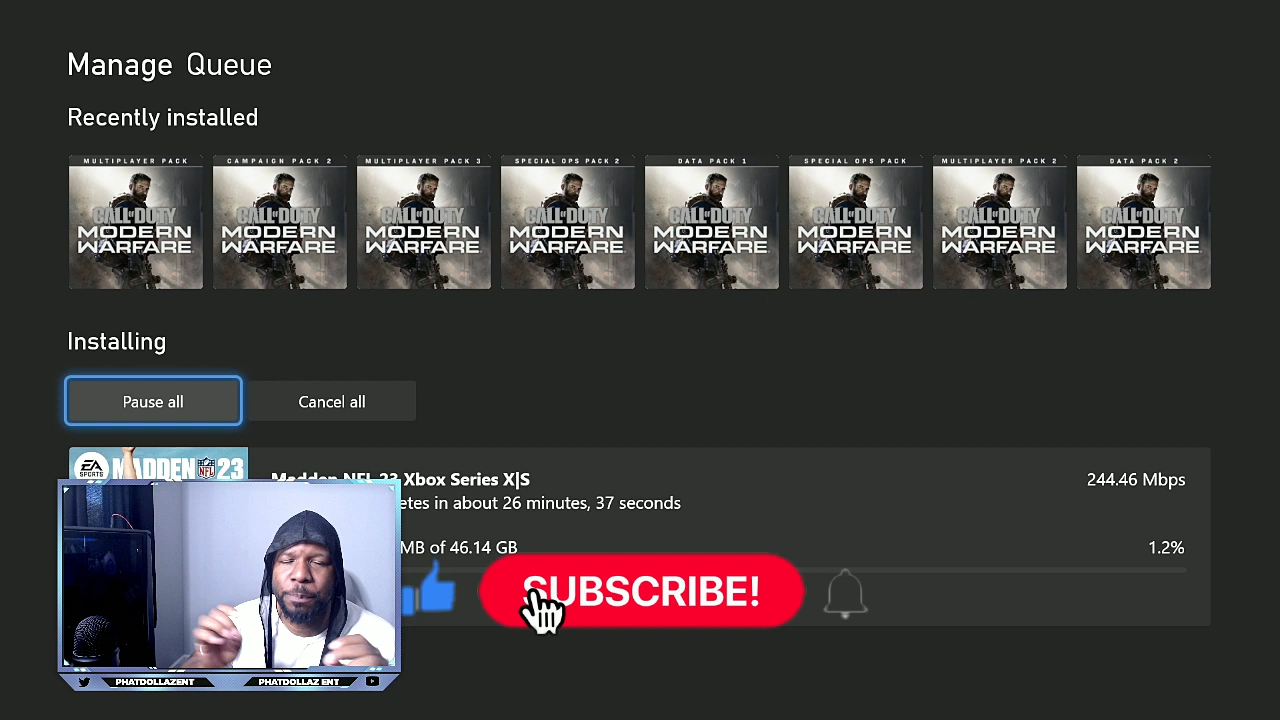 Manage Queue
Recently installed
MULTIPLAYER PACK
CALL OF DUTY
MODERN
WARFARE
CAMPAIGN PACK 2
CALL OF DUTY
MODERN
WARFARE
MULTIPLAYER PACK 3
CALL OF DUTY
MODERN
WARFARE
SPECIAL OPS PACK 2
CALL OF DUTY
MODERN
WARFARE
DATA PACK 1
CALL OF DUTY
MODERN
WARFARE
SPECIAL OPS PACK
CALL OF DUTY
MODERN
WARFARE
MULTIPLAYER PACK 2
CALL OF DUTY
MODERN
WARFARE
DATA PACK 2
CALL OF DUTY
MODERN
WARFARE
Installing
Pause all
Cancel all
EA SPORTS
MADDEN NFL 23
Madden NFL 23 Xbox Series X|S
244.46 Mbps
etes in about 26 minutes, 37 seconds
MB of 46.14 GB
1.2%
SUBSCRIBE!
PHATDOLLAZENT
PHATDOLLAZ ENT